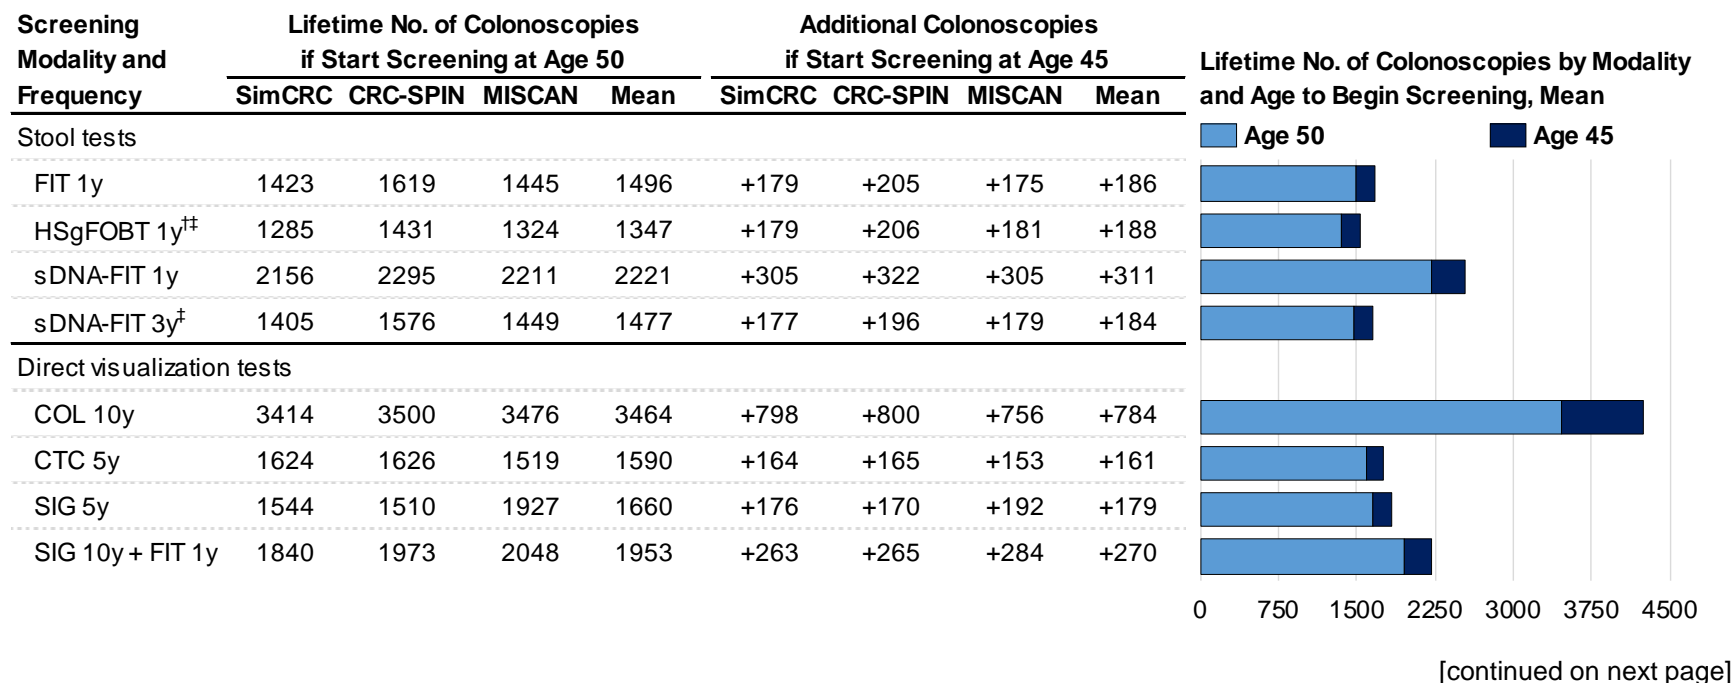 Screening Modality and Frequency
Lifetime No. of Colonoscopies if Start Screening at Age 50
Additional Colonoscopies if Start Screening at Age 45
SimCRC CRC-SPIN MISCAN Mean SimCRC CRC-SPIN MISCAN Mean
Lifetime No. of Colonoscopies by Modality
and Age to Begin Screening, Mean
Age 50 Age 45
Stool tests
FIT 1y 1423 1619 1445 1496 +179 +205 +175 +186
HSgFOBT 1y†‡ 1285 1431 1324 1347 +179 +206 +181 +188
sDNA-FIT 1y 2156 2295 2211 2221 +305 +322 +305 +311
sDNA-FIT 3y‡ 1405 1576 1449 1477 +177 +196 +179 +184
Direct visualization tests
COL 10y 3414 3500 3476 3464 +798 +800 +756 +784
CTC 5y 1624 1626 1519 1590 +164 +165 +153 +161
SIG 5y 1544 1510 1927 1660 +176 +170 +192 +179
SIG 10y + FIT 1y 1840 1973 2048 1953 +263 +265 +284 +270
0 750 1500 2250 3000 3750 4500
[continued on next page]